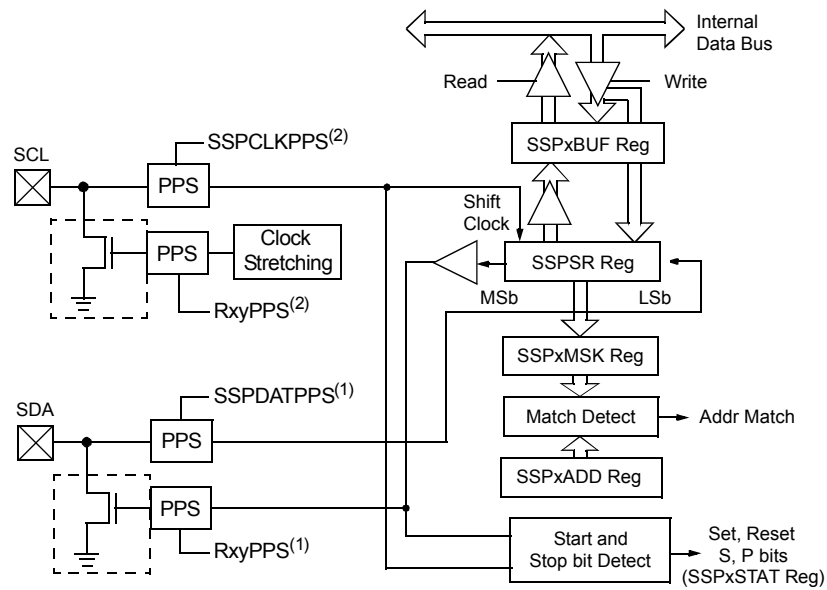 Internal
Data Bus
Read
Write
SSPxBUF Reg
SSPCLKPPS(2)
SCL
PPS
Shift
Clock
PPS
Clock
Stretching
SSPSR Reg
MSb
LSb
RxyPPS(2)
SSPxMSK Reg
SSPDATPPS(1)
SDA
PPS
Match Detect
Addr Match
SSPxADD Reg
PPS
RxyPPS(1)
Start and
Stop bit Detect
Set, Reset
S, P bits
(SSPxSTAT Reg)